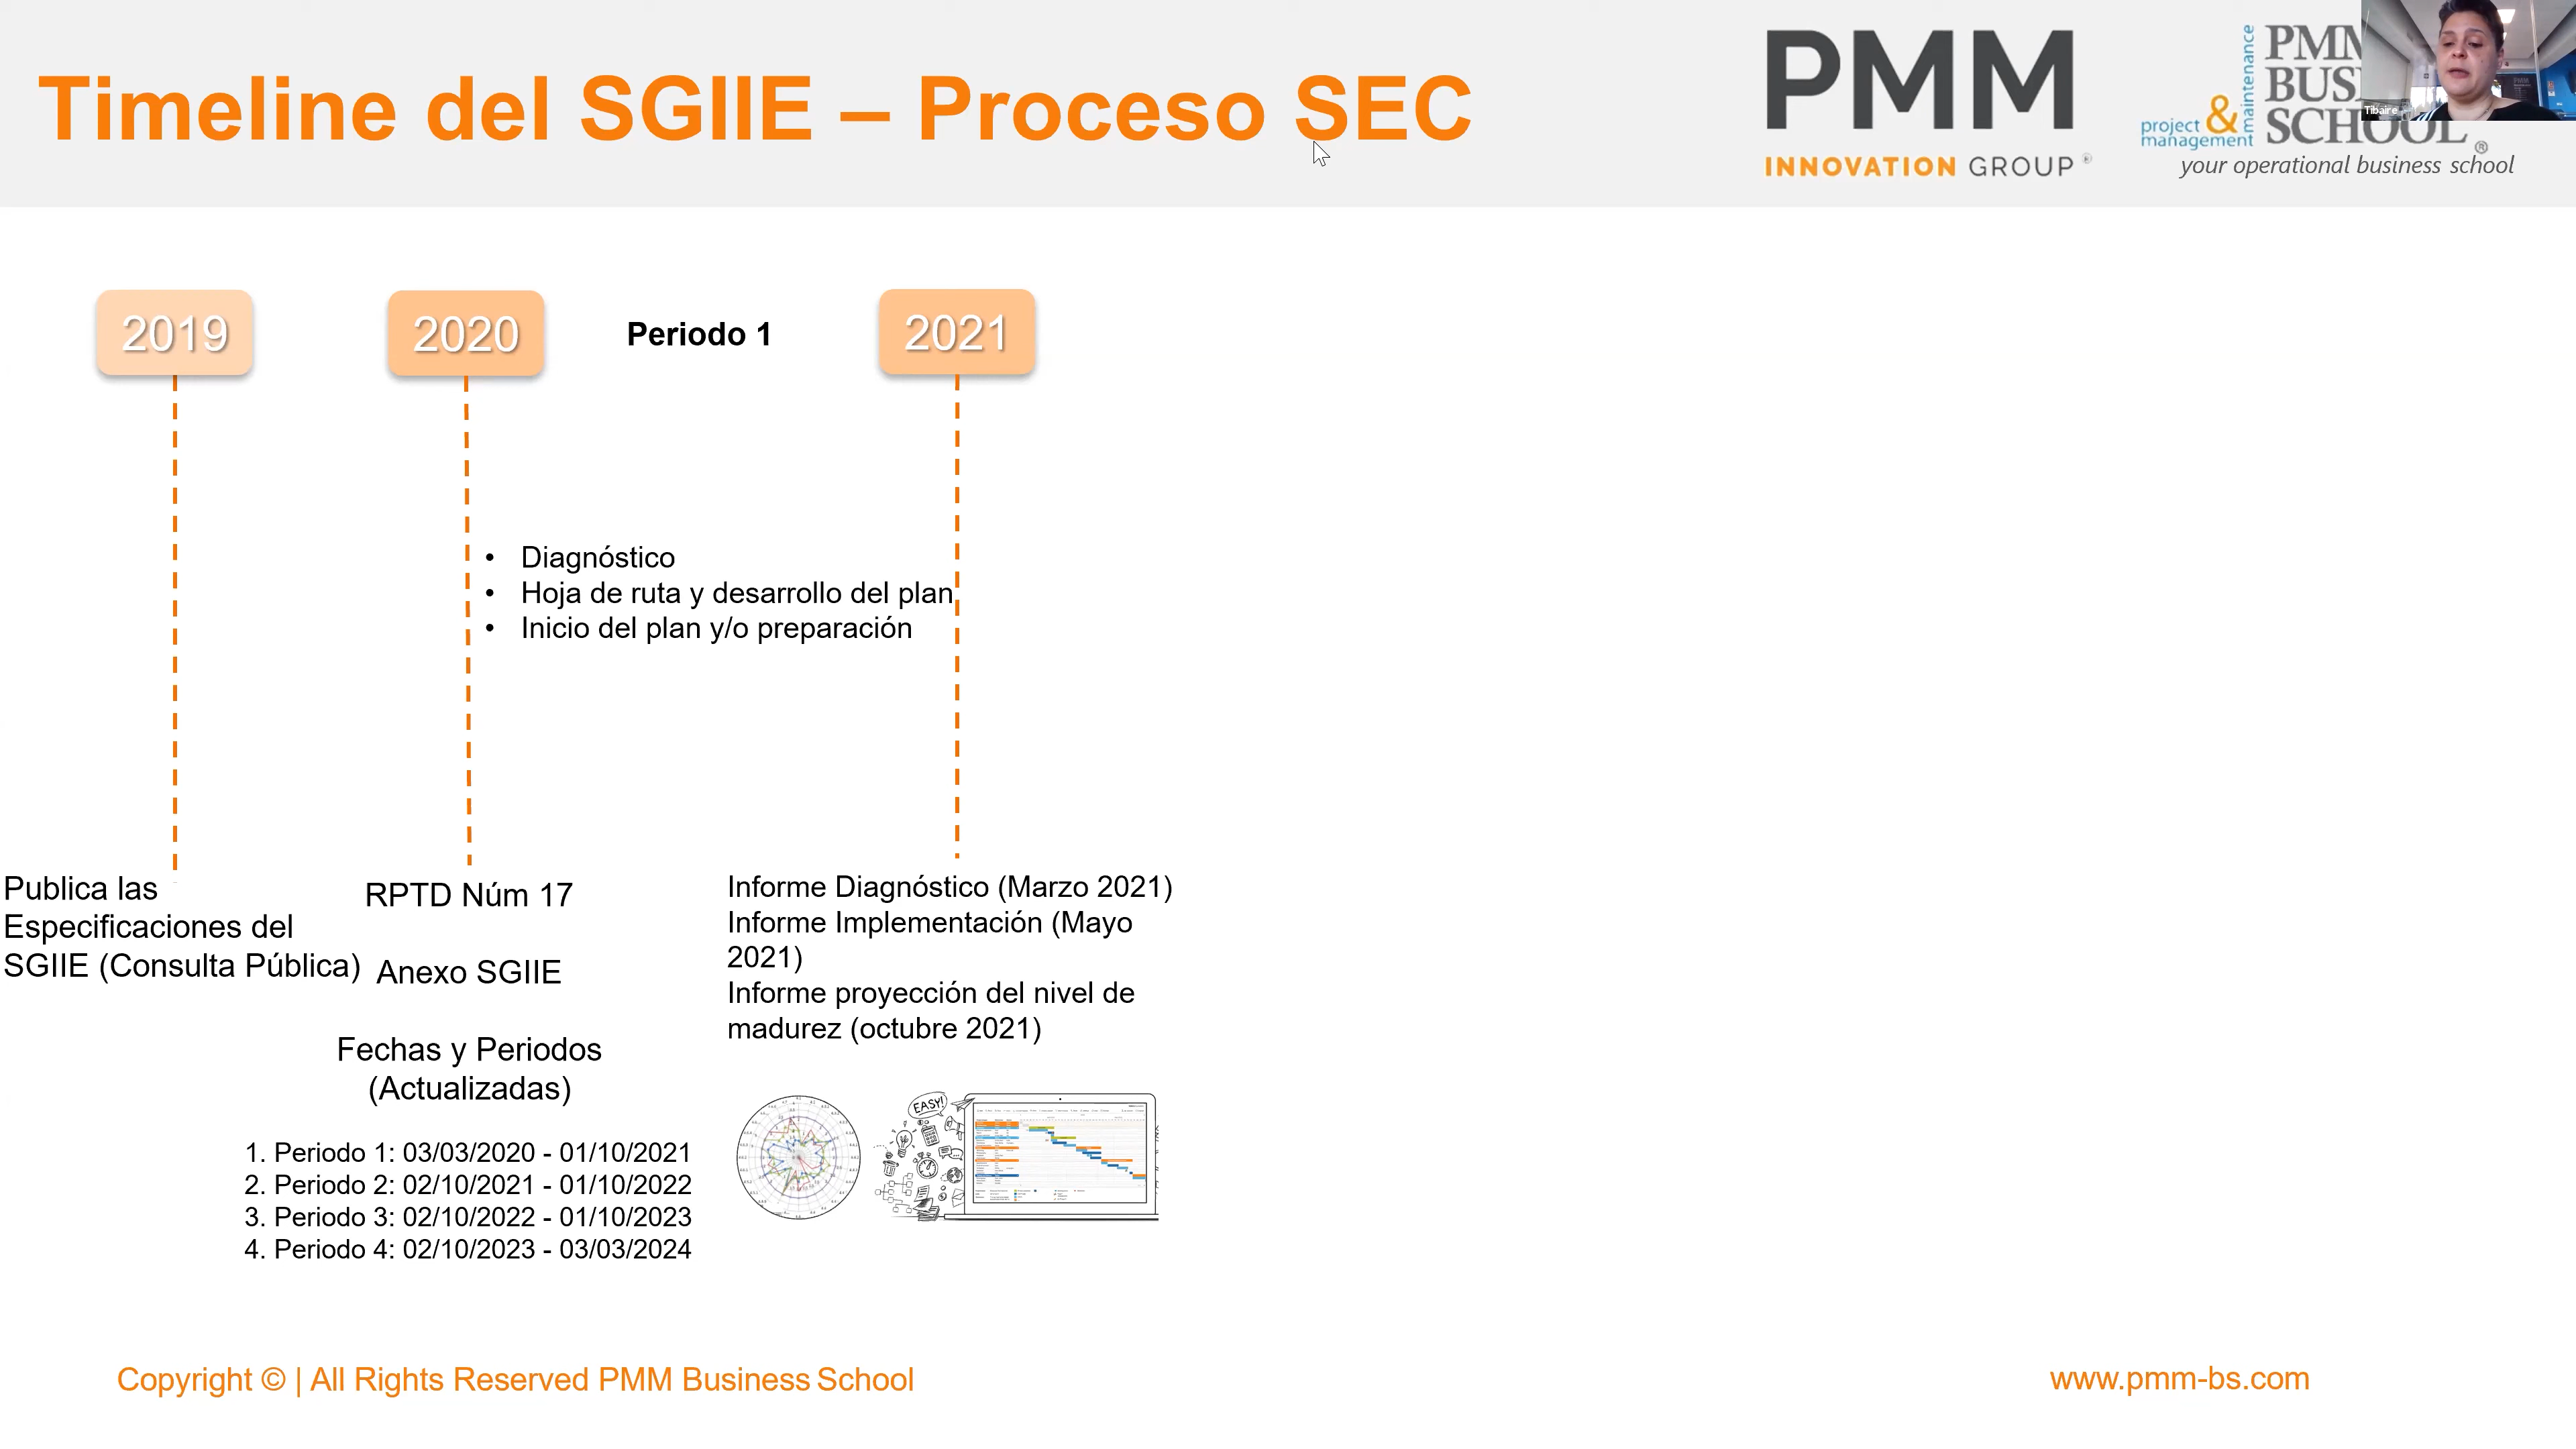 Timeline del SGIIE – Proceso SEC
PMM
INNOVATION GROUP
project
management
&
maintenance
PMM
BUS
SCHOOL
®
your operational business school
Tibaire
2019
2020
Periodo 1
2021
• Diagnóstico
• Hoja de ruta y desarrollo del plan
• Inicio del plan y/o preparación
Publica las
Especificaciones del
SGIIE (Consulta Pública)
RPTD Núm 17
Anexo SGIIE
Fechas y Periodos
(Actualizadas)
1. Periodo 1: 03/03/2020 - 01/10/2021
2. Periodo 2: 02/10/2021 - 01/10/2022
3. Periodo 3: 02/10/2022 - 01/10/2023
4. Periodo 4: 02/10/2023 - 03/03/2024
Informe Diagnóstico (Marzo 2021)
Informe Implementación (Mayo
2021)
Informe proyección del nivel de
madurez (octubre 2021)
EASY!
Copyright © | All Rights Reserved PMM Business School
www.pmm-bs.com